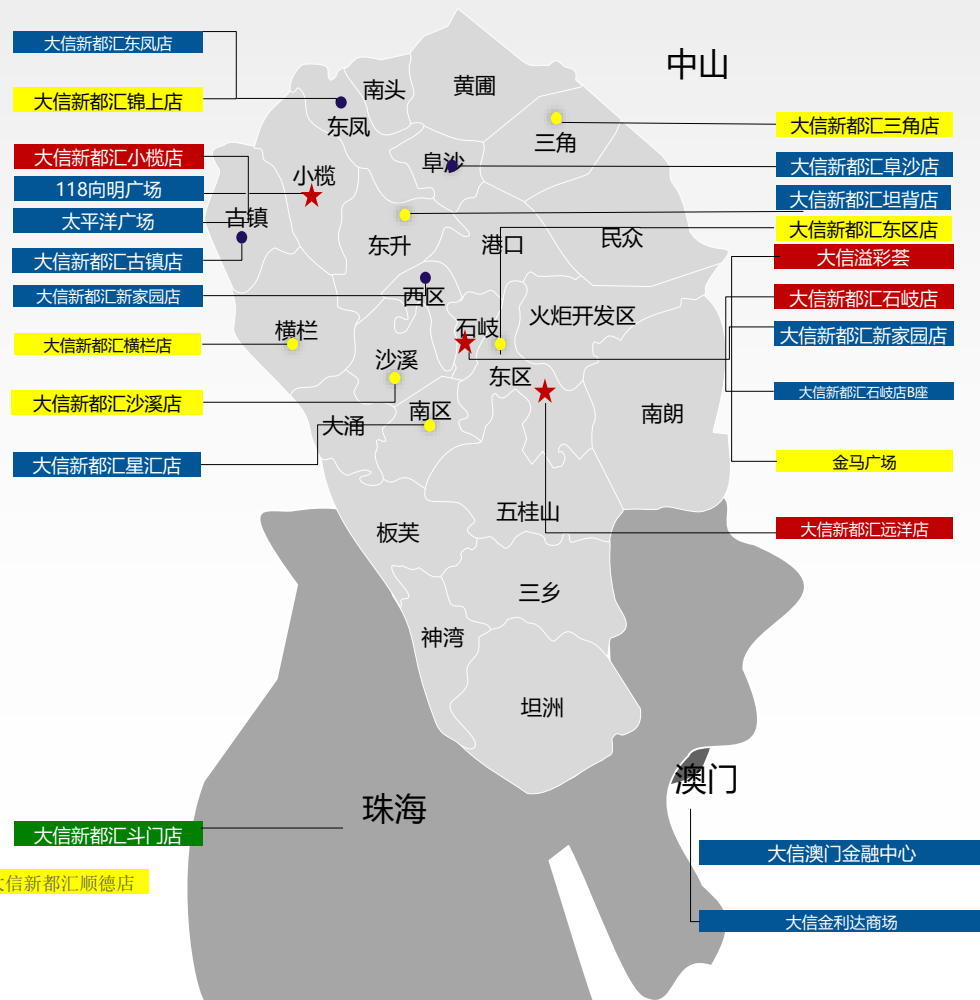 大信新都汇东凤店
中山
南头
黄圃
大信新都汇锦上店
东凤
大信新都汇三角店
三角
大信新都汇小榄店
阜沙
大信新都汇阜沙店
小榄
118向明广场
大信新都汇坦背店
太平洋广场
古镇
大信新都汇东区店
东升
港口
民众
大信新都汇古镇店
大信溢彩荟
大信新都汇新家园店
西区
大信新都汇石岐店
火炬开发区
石岐
横栏
大信新都汇新家园店
大信新都汇横栏店
沙溪
东区
大信新都汇石岐店B座
大信新都汇沙溪店
南区
南朗
大涌
大信新都汇星汇店
金马广场
五桂山
板芙
大信新都汇远洋店
三乡
神湾
坦洲
澳门
珠海
大信新都汇斗门店
大信澳门金融中心
大信新都汇顺德店
大信金利达商场